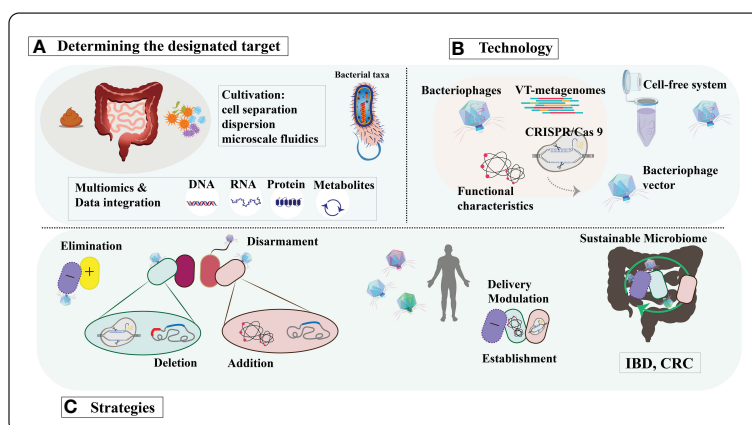 A Determining the designated target
Cultivation:
cell separation
dispersion
microscale fluidics
Bacterial taxa
Multiomics &
Data integration
DNA RNA Protein Metabolites
B Technology
Bacteriophages
VT-metagenomes
Cell-free system
CRISPR/Cas 9
Functional
characteristics
Bacteriophage
vector
Elimination
Disarmament
− +
Deletion
Addition
Delivery
Modulation
−
Establishment
Sustainable Microbiome
−
IBD, CRC
C Strategies